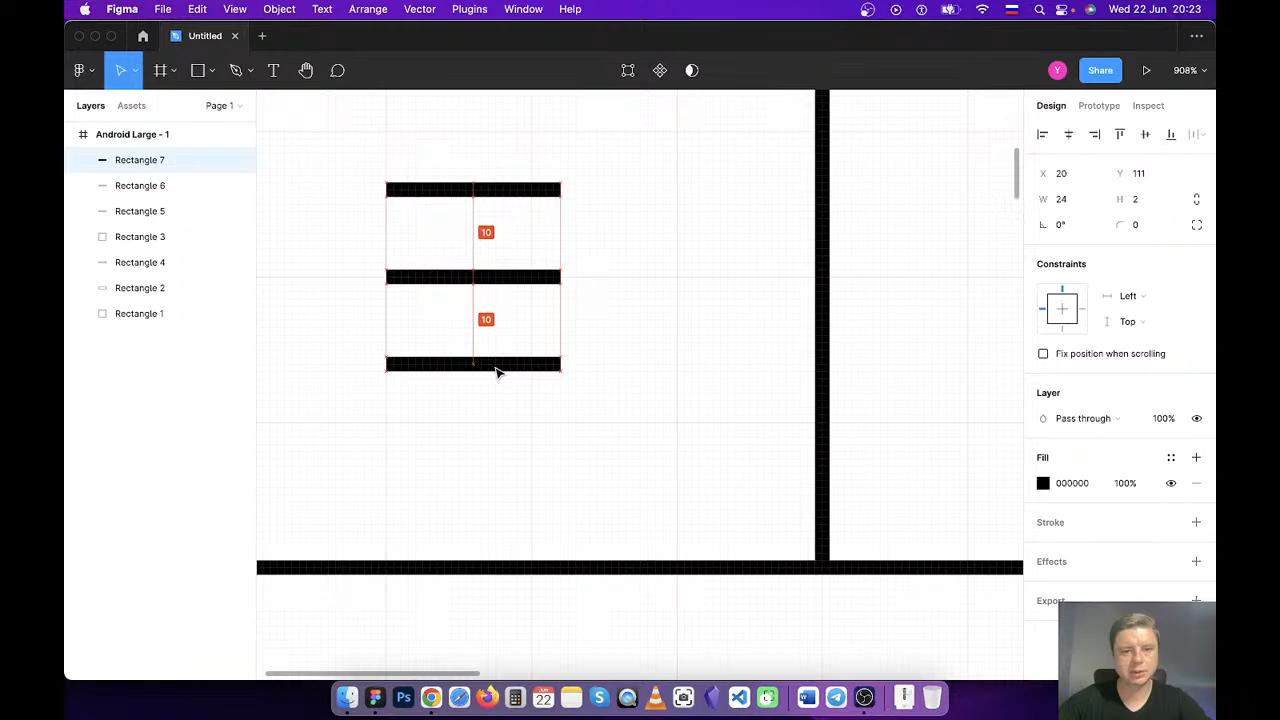 Figma File Edit View Object Text Arrange Vector Plugins Window Help Wed 22 Jun 20:23
Untitled
Y Share 908%
Layers Assets Page 1
Android Large - 1
Rectangle 7
Rectangle 6
Rectangle 5
Rectangle 3
Rectangle 4
Rectangle 2
Rectangle 1
10
10
Design Prototype Inspect
X 20 Y 111
W 24 H 2
0° 0
Constraints
Left
Top
Fix position when scrolling
Layer
Pass through 100%
Fill
000000 100%
Stroke
Effects
Export
JUN
22